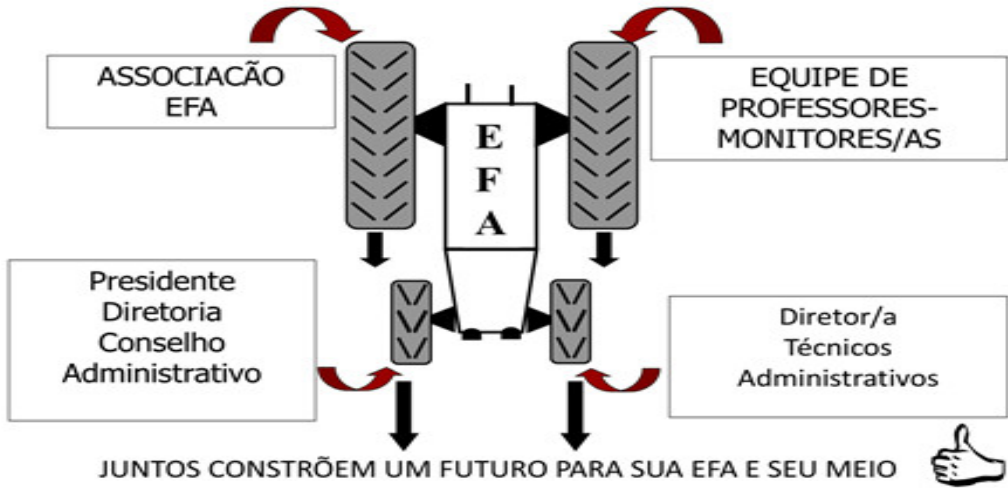 ASSOCIACÃO
EFA
EQUIPE DE
PROFESSORES-
MONITORES/AS
E
F
A
Presidente
Diretoria
Conselho
Administrativo
Diretor/a
Técnicos
Administrativos
JUNTOS CONSTRÕEM UM FUTURO PARA SUA EFA E SEU MEIO